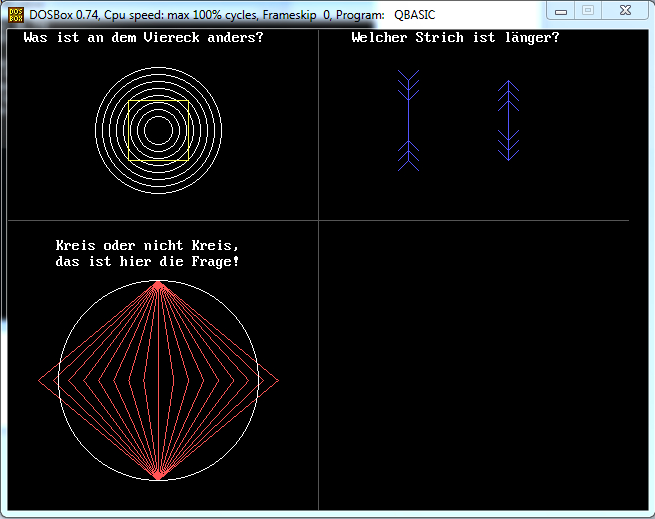 DOSBox 0.74, Cpu speed: max 100% cycles, Frameskip 0, Program: QBASIC
Was ist an dem Viereck anders?
Welcher Strich ist länger?
Kreis oder nicht Kreis,
das ist hier die Frage!